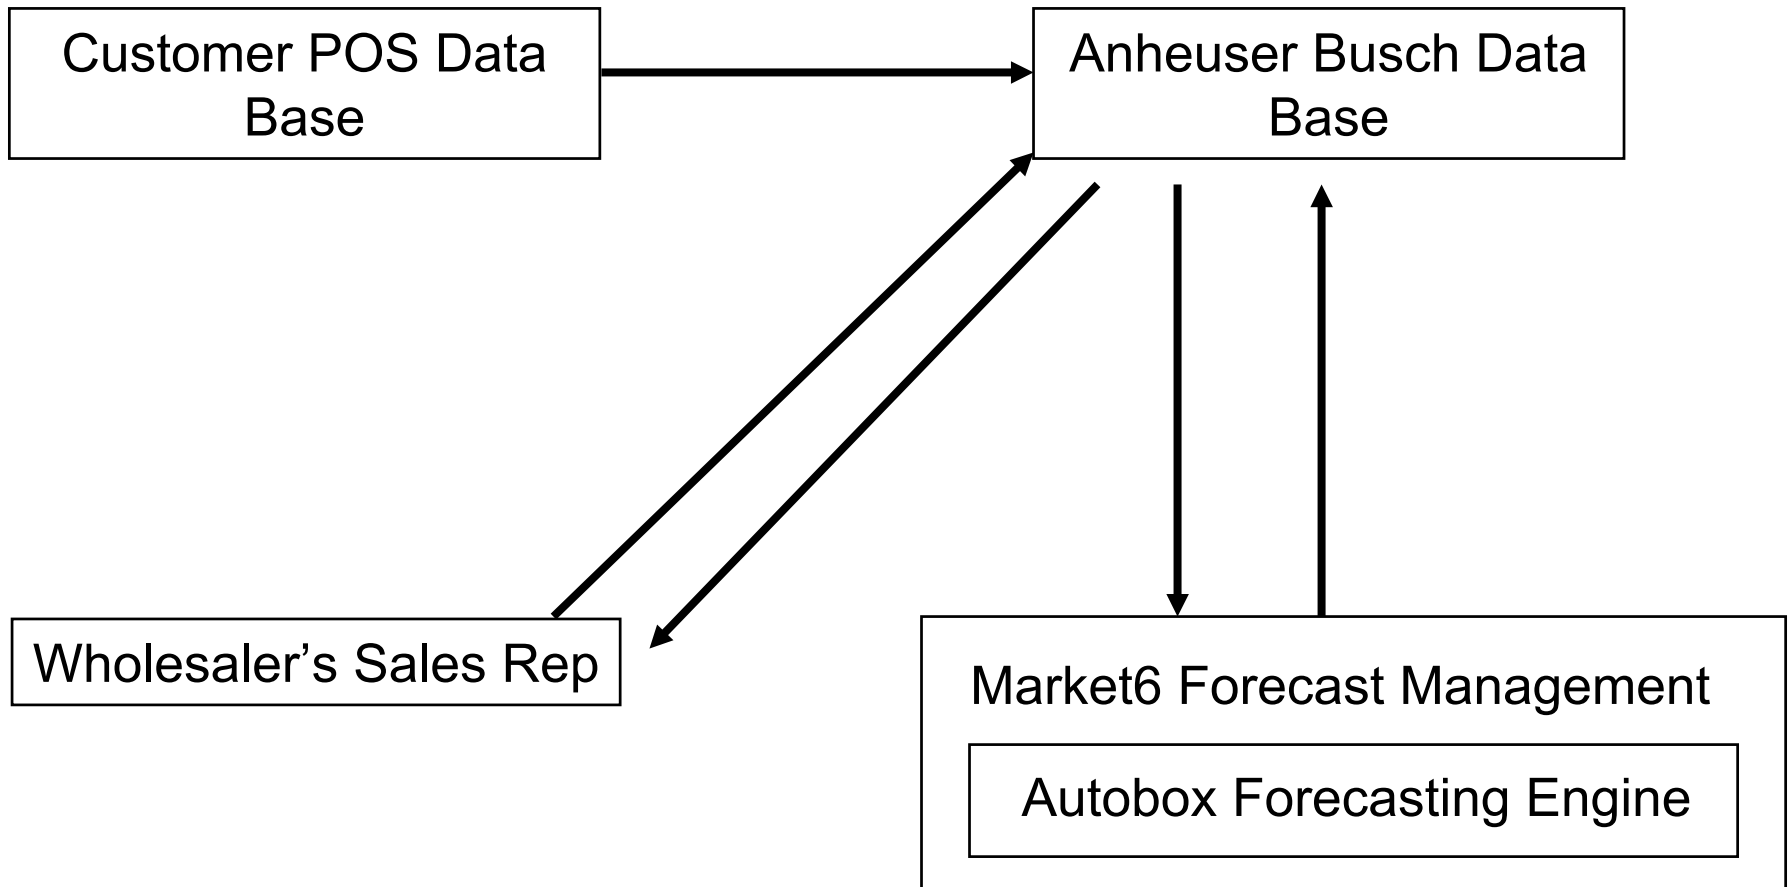 Customer POS Data
Base
Anheuser Busch Data
Base
Wholesaler’s Sales Rep
Market6 Forecast Management
Autobox Forecasting Engine